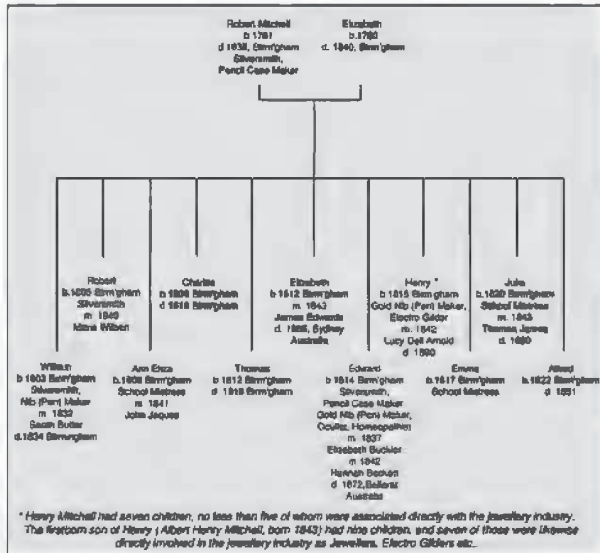 Robert Mitchell
b 1781
d 1838, Birm'gham
Silversmith,
Pencil Case Maker
Elizabeth
b.1780
d. 1840, Birm'gham
Robert
b.1805 Birm'gham
Silversmith
m. 1849
Maria Wilbert
Charles
Birm'gham
d 1818 Birm'gham
Elizabeth
b 1812 Birm'gham
m. 1843
James Edwards
Sydney
Australia
Henry *
b 1815 Birm'gham
Gold Nib (Pen) Maker,
Electro Gilder
m. 1842
Lucy Dell Arnold
d 1890
Julia
b.1820 Birm'gham
School Mistress
m. 1843
Thomas James
d 1880
William
b 1803 Birm'gham
Silversmith,
Nib (Pen) Maker
m 1832
Sarah Butler
d.1834 Birmingham
Ann Eliza
b 1808 Birm'gham
School Mistress
m 1841
John Jaques
Thomas
b 1812 Birm'gham
d 1818 Birm'gham
Edward
b 1814 Birm'gham
Silversmith,
Pencil Case Maker
Gold Nib (Pen) Maker,
Oculist, Homeopathist
m. 1837
Elizabeth Buckler
m 1842
Hannah Beckett
d 1872, Ballarat
Australia
Emma
b 1817 Birm'gham
School Mistress
Alfred
b 1822 Birm'gham
d 1891
* Henry Mitchell had seven children, no less than five of whom were associated directly with the jewellery industry.
The firstborn son of Henry (Albert Henry Mitchell, born 1843) had nine children, and seven of those were likewise
directly involved in the jewellery industry as Jewellers, Electro Gilders etc.